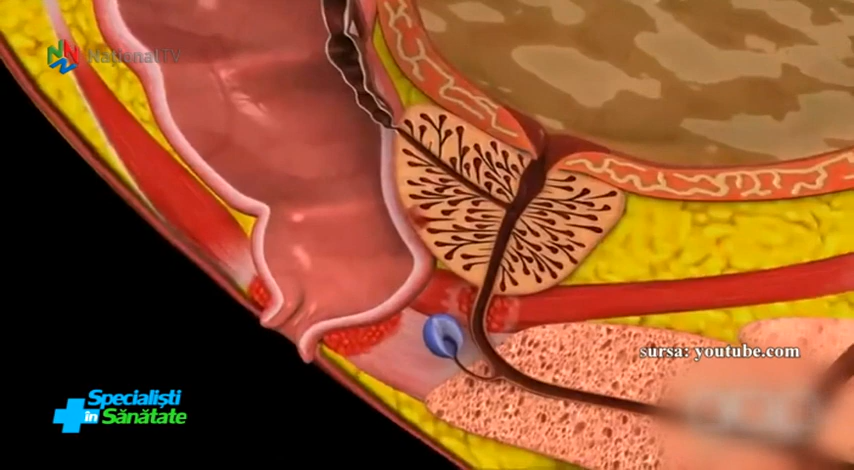 NationalTV
sursa: youtube.com
Specialiști
în
Sănătate